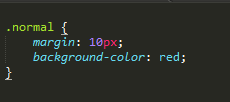 .normal {
    margin: 10px;
    background-color: red;
}